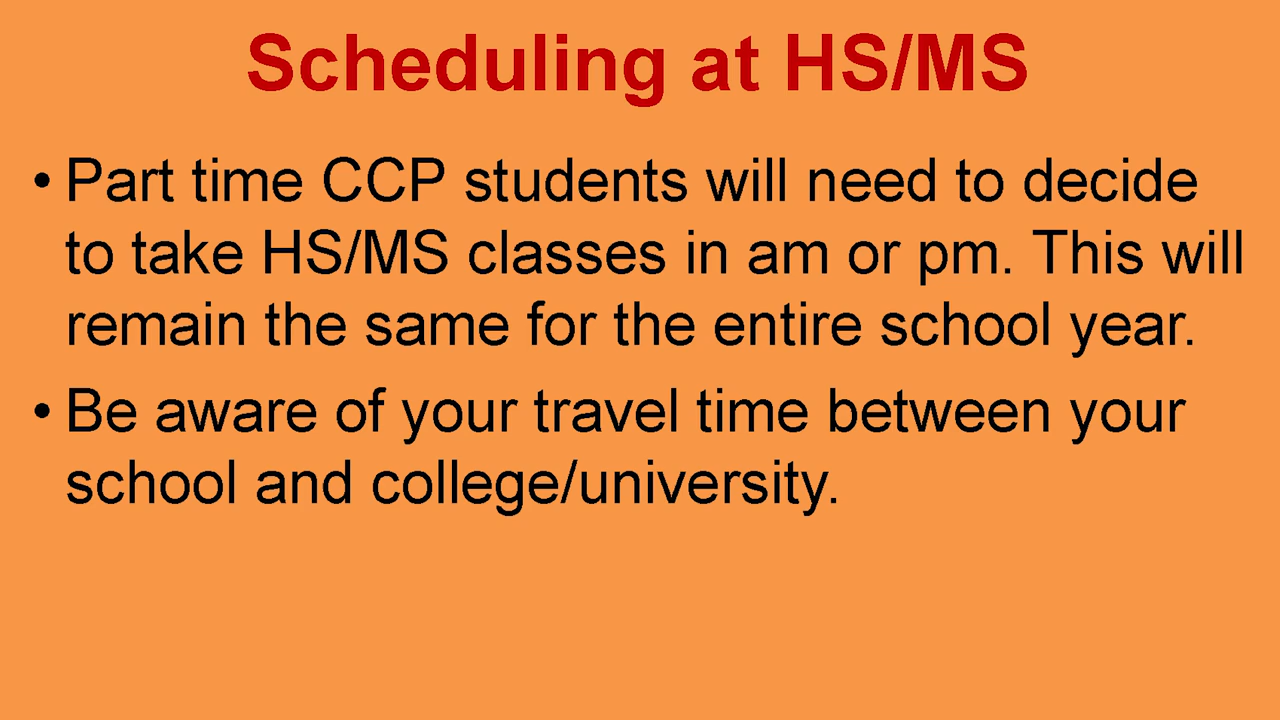 Scheduling at HS/MS
• Part time CCP students will need to decide
to take HS/MS classes in am or pm. This will
remain the same for the entire school year.
• Be aware of your travel time between your
school and college/university.